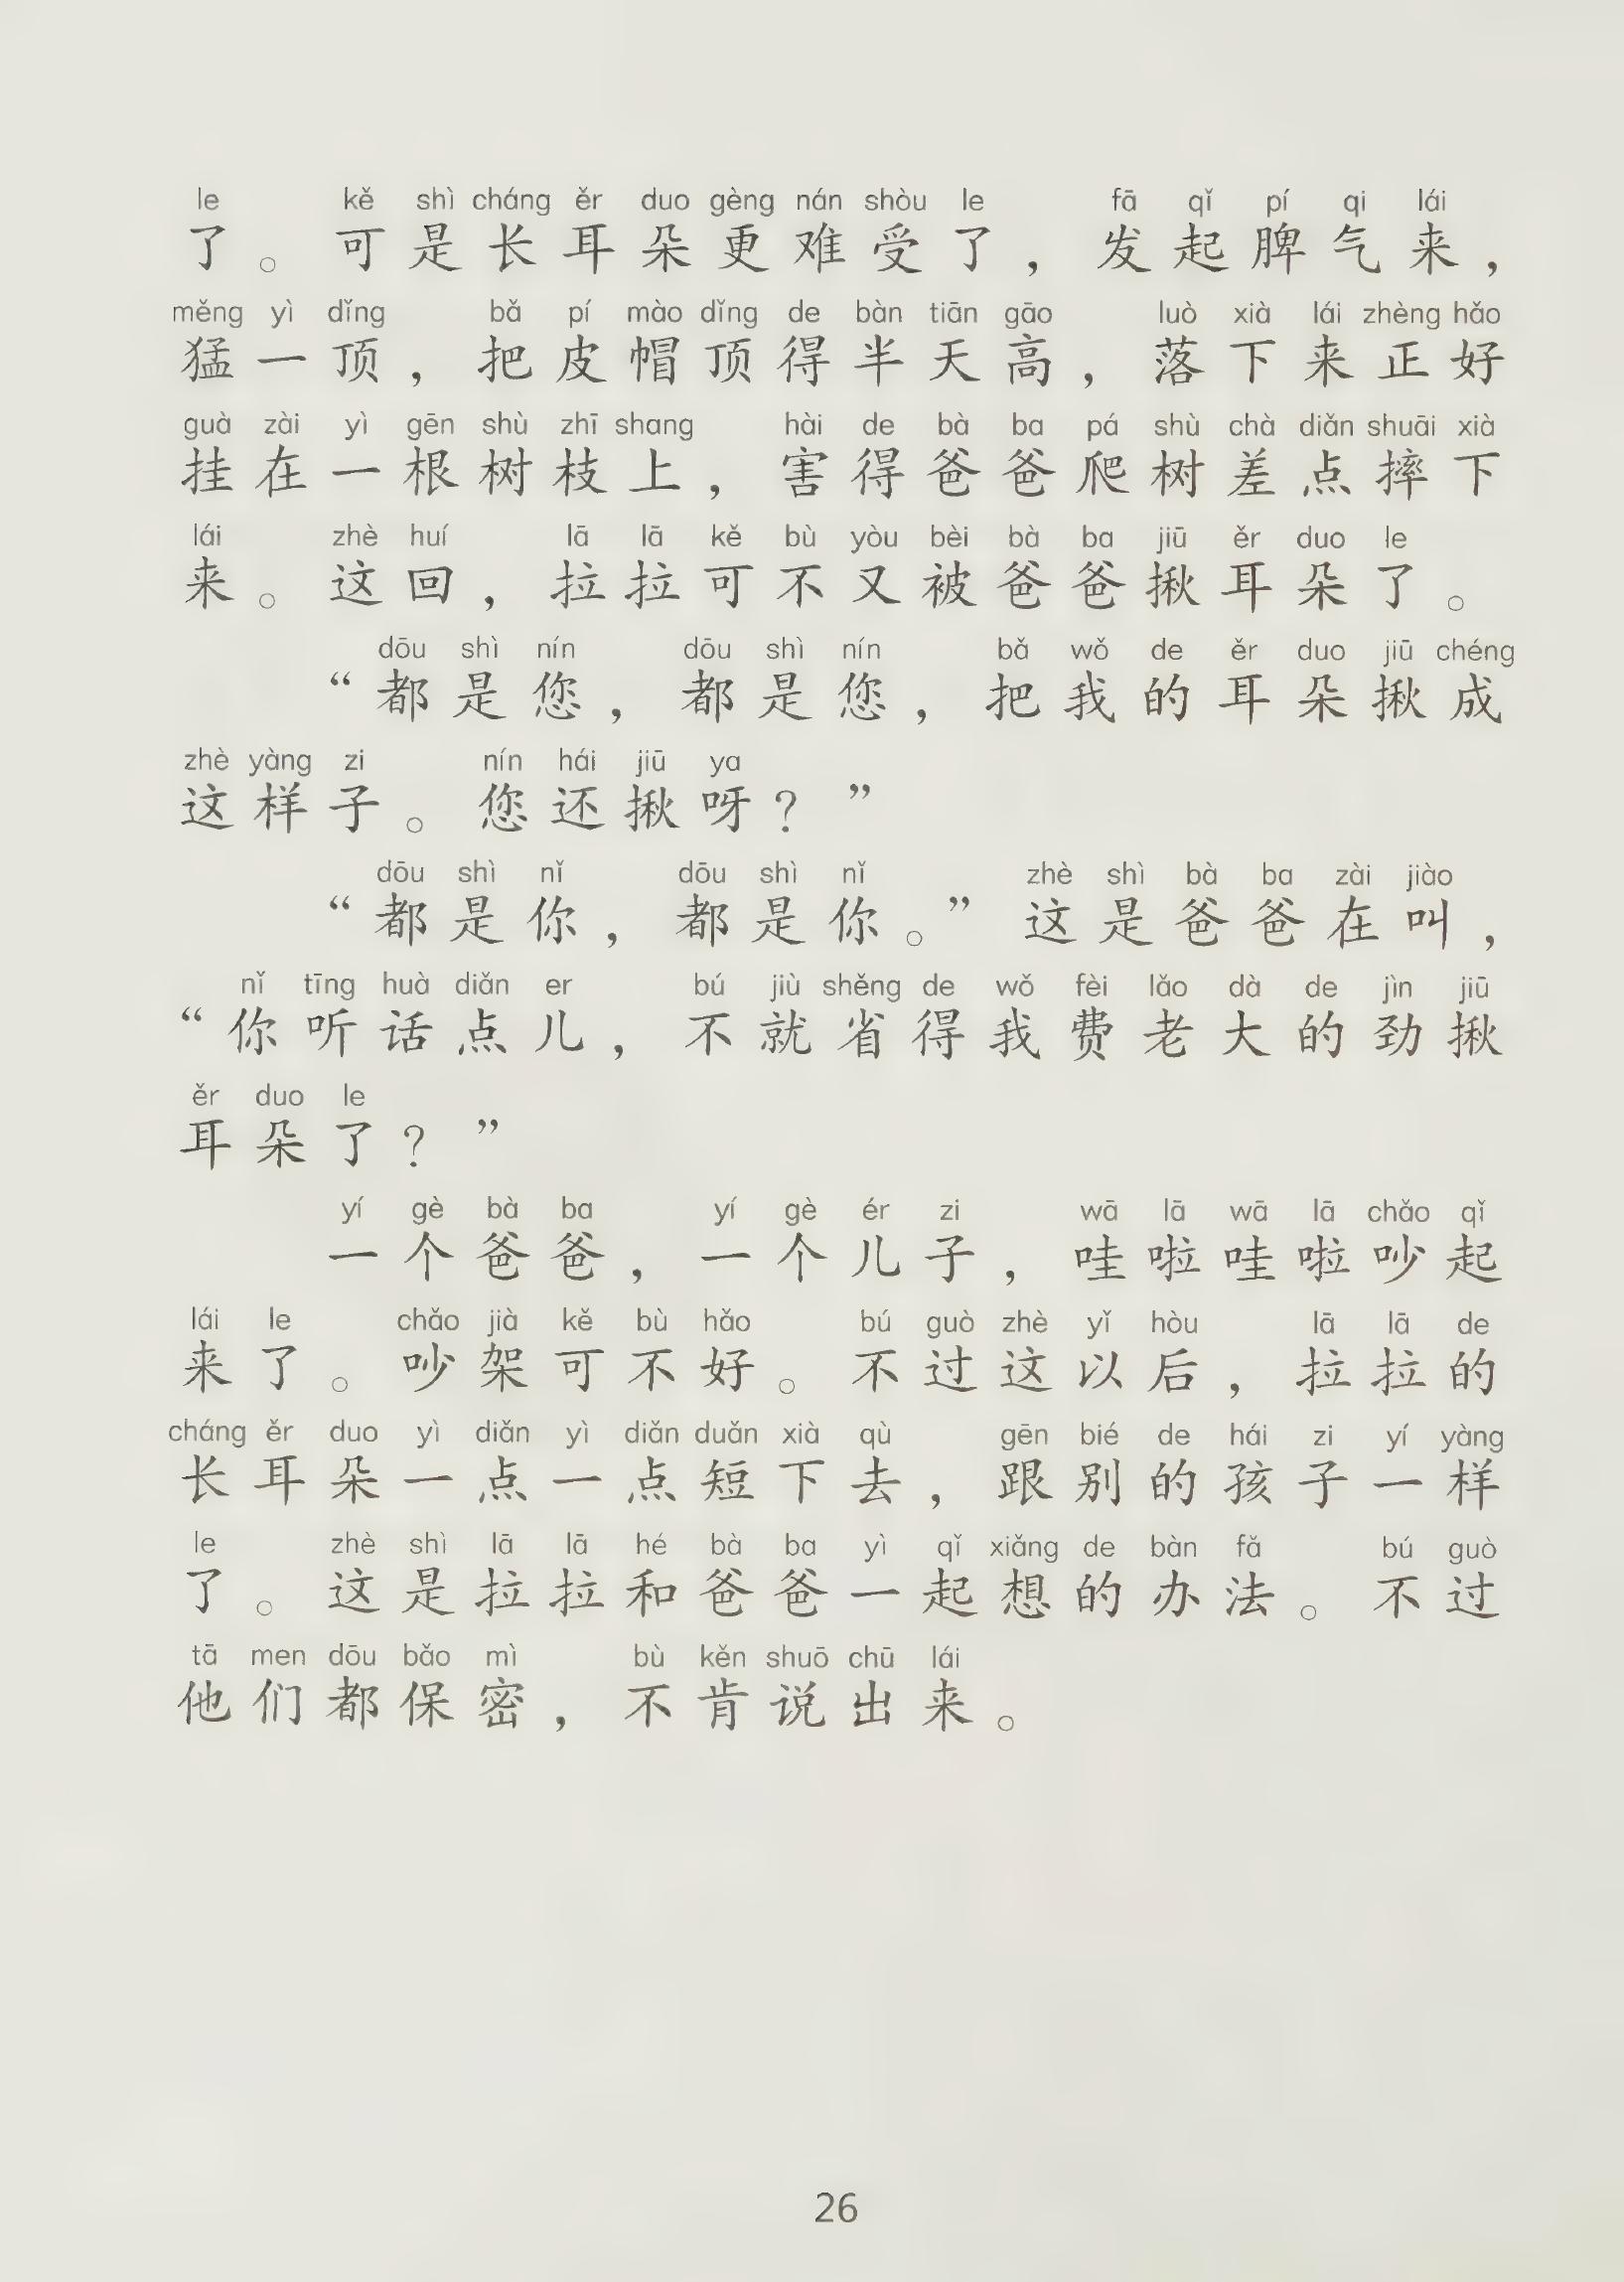 le kě shì cháng ěr duo gèng nán shòu le fā qǐ pí qi lái
了。可是长耳朵更难受了，发起脾气来，
měng yì dǐng bǎ pí mào dǐng de bàn tiān gāo luò xià lái zhèng hǎo
猛一顶，把皮帽顶得半天高，落下来正好
guà zài yì gēn shù zhī shang hài de bà ba pá shù chà diǎn shuāi xià
挂在一根树枝上，害得爸爸爬树差点摔下
lái zhè huí lā lā kě bù yòu bèi bà ba jiū ěr duo le
来。这回，拉拉可不又被爸爸揪耳朵了。
dōu shì nín dōu shì nín bǎ wǒ de ěr duo jiū chéng
“都是您，都是您，把我的耳朵揪成
zhè yàng zi nín hái jiū ya
这样子。您还揪呀？”
dōu shì nǐ dōu shì nǐ zhè shì bà ba zài jiào
“都是你，都是你。”这是爸爸在叫，
nǐ tīng huà diǎn er bú jiù shěng de wǒ fèi lǎo dà de jìn jiū
“你听话点儿，不就省得我费老大的劲揪
ěr duo le
耳朵了？”
yí gè bà ba yí gè ér zi wā lā wā lā chǎo qǐ
一个爸爸，一个儿子，哇啦哇啦吵起
lái le chǎo jià kě bù hǎo bú guò zhè yǐ hòu lā lā de
来了。吵架可不好。不过这以后，拉拉的
cháng ěr duo yì diǎn yì diǎn duǎn xià qù gēn bié de hái zi yí yàng
长耳朵一点一点短下去，跟别的孩子一样
le zhè shì lā lā hé bà ba yì qǐ xiǎng de bàn fǎ bú guò
了。这是拉拉和爸爸一起想的办法。不过
tā men dōu bǎo mì bù kěn shuō chū lái
他们都保密，不肯说出来。
26